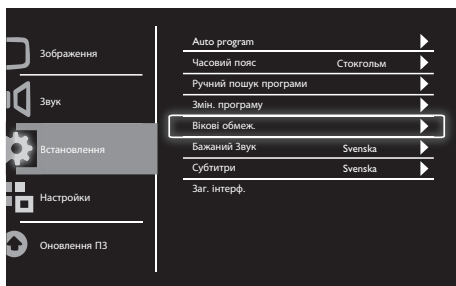 Зображення
Звук
Встановлення
Настройки
Оновлення ПЗ
Auto program
Часовий пояс Стокгольм
Ручний пошук програми
Змін. програму
Вікові обмеж.
Бажаний Звук Svenska
Субтитри Svenska
Заг. інтерф.